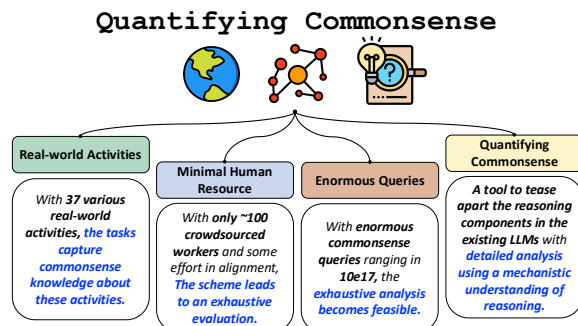 Quantifying Commonsense
?
Real-world Activities
With 37 various
real-world
activities, the tasks
capture
commonsense
knowledge about
these activities.
Minimal Human
Resource
With only ~100
crowdsourced
workers and some
effort in alignment,
The scheme leads
to an exhaustive
evaluation.
Enormous Queries
With enormous
commonsense
queries ranging in
10e17, the
exhaustive analysis
becomes feasible.
Quantifying
Commonsense
A tool to tease
apart the reasoning
components in the
existing LLMs with
detailed analysis
using a mechanistic
understanding of
reasoning.